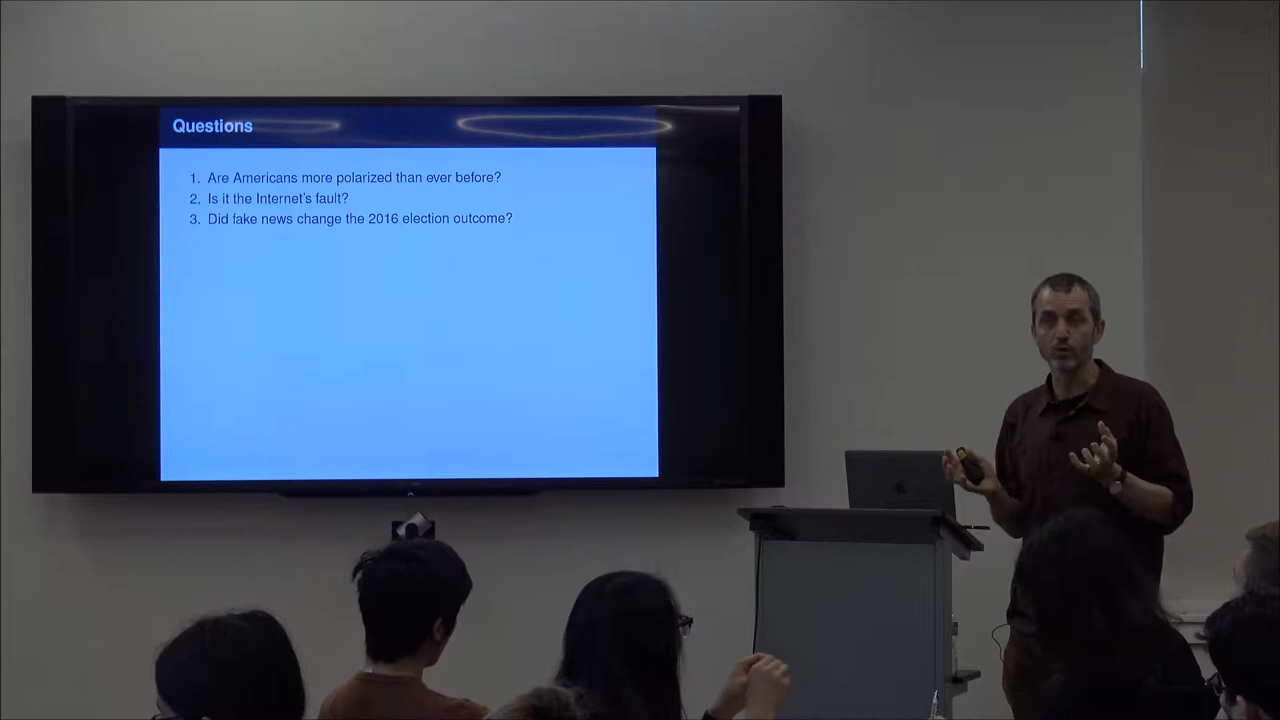 Questions
1. Are Americans more polarized than ever before?
2. Is it the Internet's fault?
3. Did fake news change the 2016 election outcome?